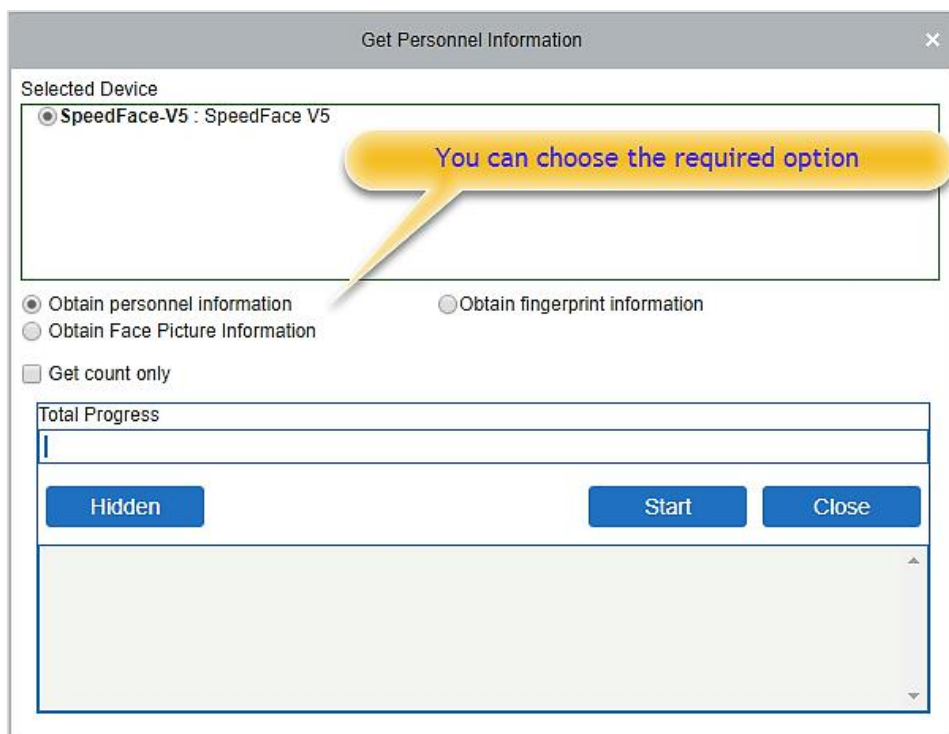 Get Personnel Information
Selected Device
SpeedFace-V5 : SpeedFace V5
You can choose the required option
Obtain personnel information Obtain fingerprint information
Obtain Face Picture Information
Get count only
Total Progress
Hidden Start Close